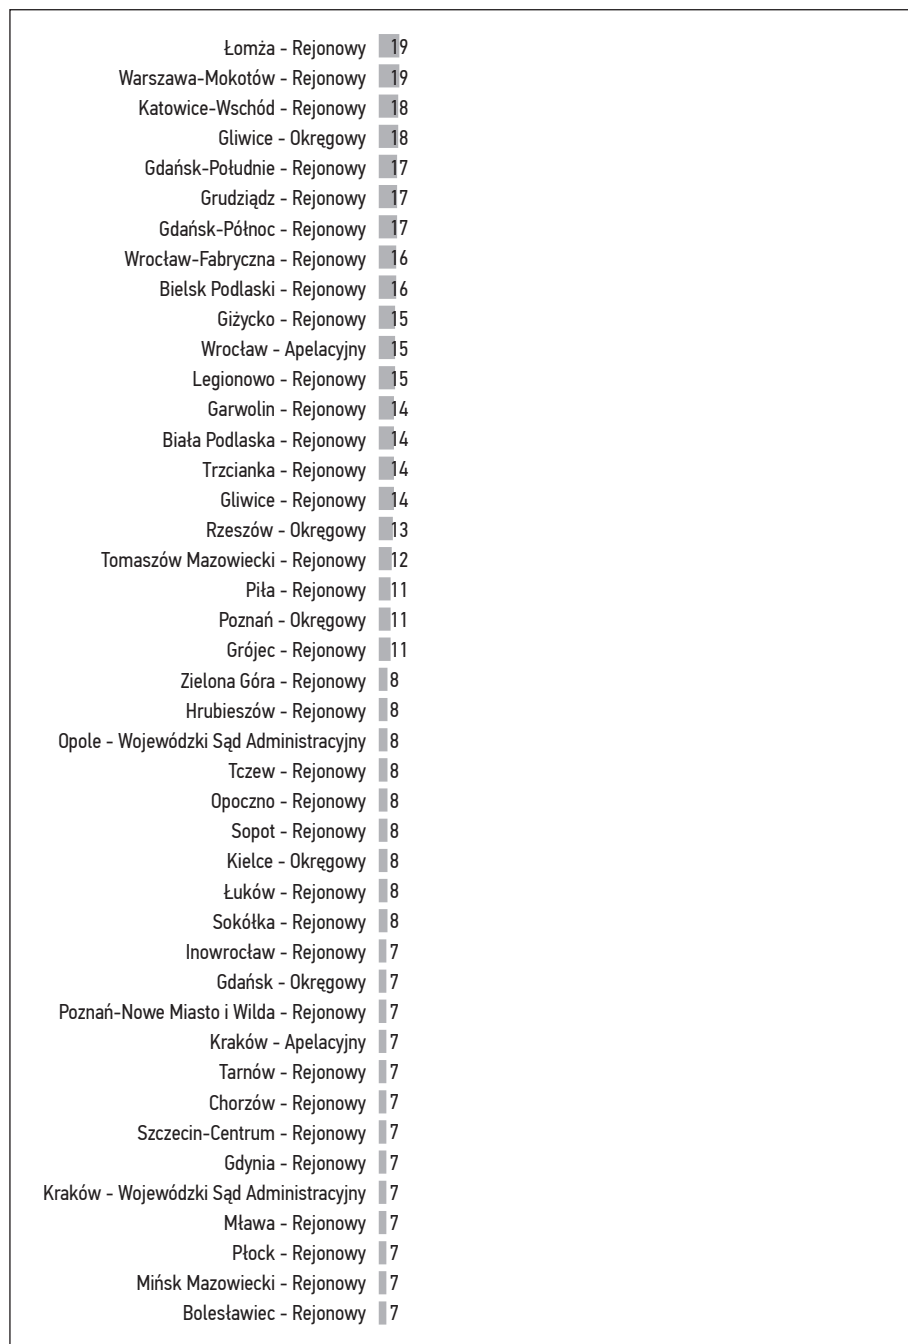 Łomża - Rejonowy 19
Warszawa-Mokotów - Rejonowy 19
Katowice-Wschód - Rejonowy 18
Gliwice - Okręgowy 18
Gdańsk-Południe - Rejonowy 17
Grudziądz - Rejonowy 17
Gdańsk-Północ - Rejonowy 17
Wrocław-Fabryczna - Rejonowy 16
Bielsk Podlaski - Rejonowy 16
Giżycko - Rejonowy 15
Wrocław - Apelacyjny 15
Legionowo - Rejonowy 15
Garwolin - Rejonowy 14
Biała Podlaska - Rejonowy 14
Trzcianka - Rejonowy 14
Gliwice - Rejonowy 14
Rzeszów - Okręgowy 13
Tomaszów Mazowiecki - Rejonowy 12
Piła - Rejonowy 11
Poznań - Okręgowy 11
Grójec - Rejonowy 11
Zielona Góra - Rejonowy 8
Hrubieszów - Rejonowy 8
Opole - Wojewódzki Sąd Administracyjny 8
Tczew - Rejonowy 8
Opoczno - Rejonowy 8
Sopot - Rejonowy 8
Kielce - Okręgowy 8
Łuków - Rejonowy 8
Sokółka - Rejonowy 8
Inowrocław - Rejonowy 7
Gdańsk - Okręgowy 7
Poznań-Nowe Miasto i Wilda - Rejonowy 7
Kraków - Apelacyjny 7
Tarnów - Rejonowy 7
Chorzów - Rejonowy 7
Szczecin-Centrum - Rejonowy 7
Gdynia - Rejonowy 7
Kraków - Wojewódzki Sąd Administracyjny 7
Mława - Rejonowy 7
Płock - Rejonowy 7
Mińsk Mazowiecki - Rejonowy 7
Bolesławiec - Rejonowy 7